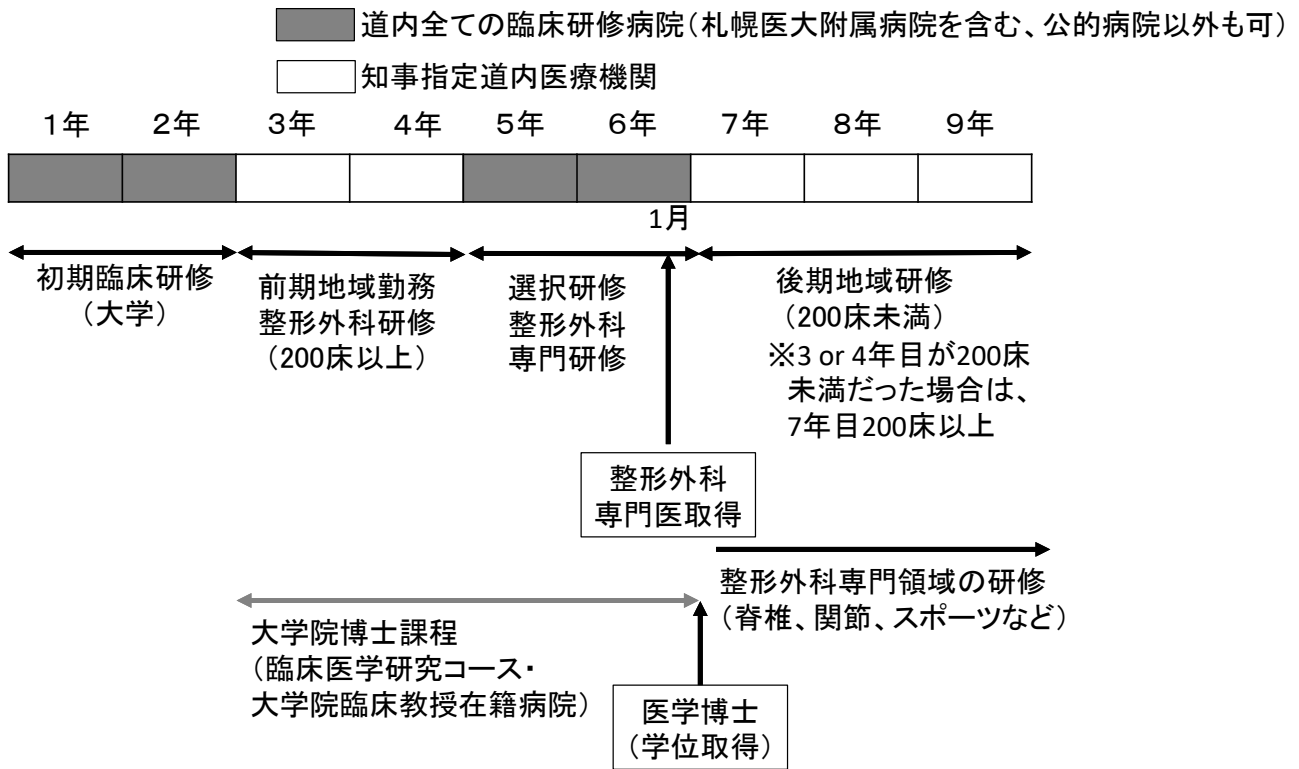 道内全ての臨床研修病院(札幌医大附属病院を含む、公的病院以外も可)
知事指定道内医療機関
1年 2年 3年 4年 5年 6年 7年 8年 9年
1月
初期臨床研修
(大学)
前期地域勤務
整形外科研修
(200床以上)
選択研修
整形外科
専門研修
後期地域研修
(200床未満)
※3 or 4年目が200床
未満だった場合は、
7年目200床以上
整形外科
専門医取得
整形外科専門領域の研修
(脊椎、関節、スポーツなど)
大学院博士課程
(臨床医学研究コース・
大学院臨床教授在籍病院)
医学博士
(学位取得)